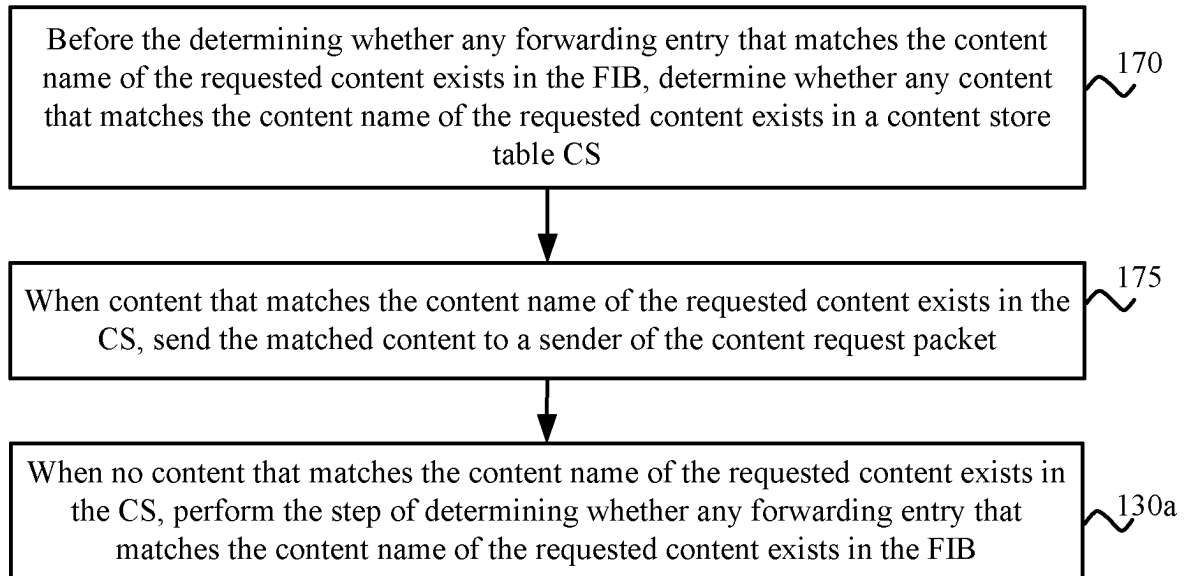 Before the determining whether any forwarding entry that matches the content
name of the requested content exists in the FIB, determine whether any content
that matches the content name of the requested content exists in a content store
table CS
170
When content that matches the content name of the requested content exists in the
CS, send the matched content to a sender of the content request packet
175
When no content that matches the content name of the requested content exists in
the CS, perform the step of determining whether any forwarding entry that
matches the content name of the requested content exists in the FIB
130a